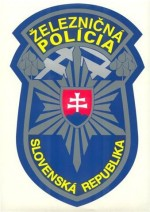 ŽELEZNIČNÁ
POLÍCIA
SLOVENSKÁ REPUBLIKA